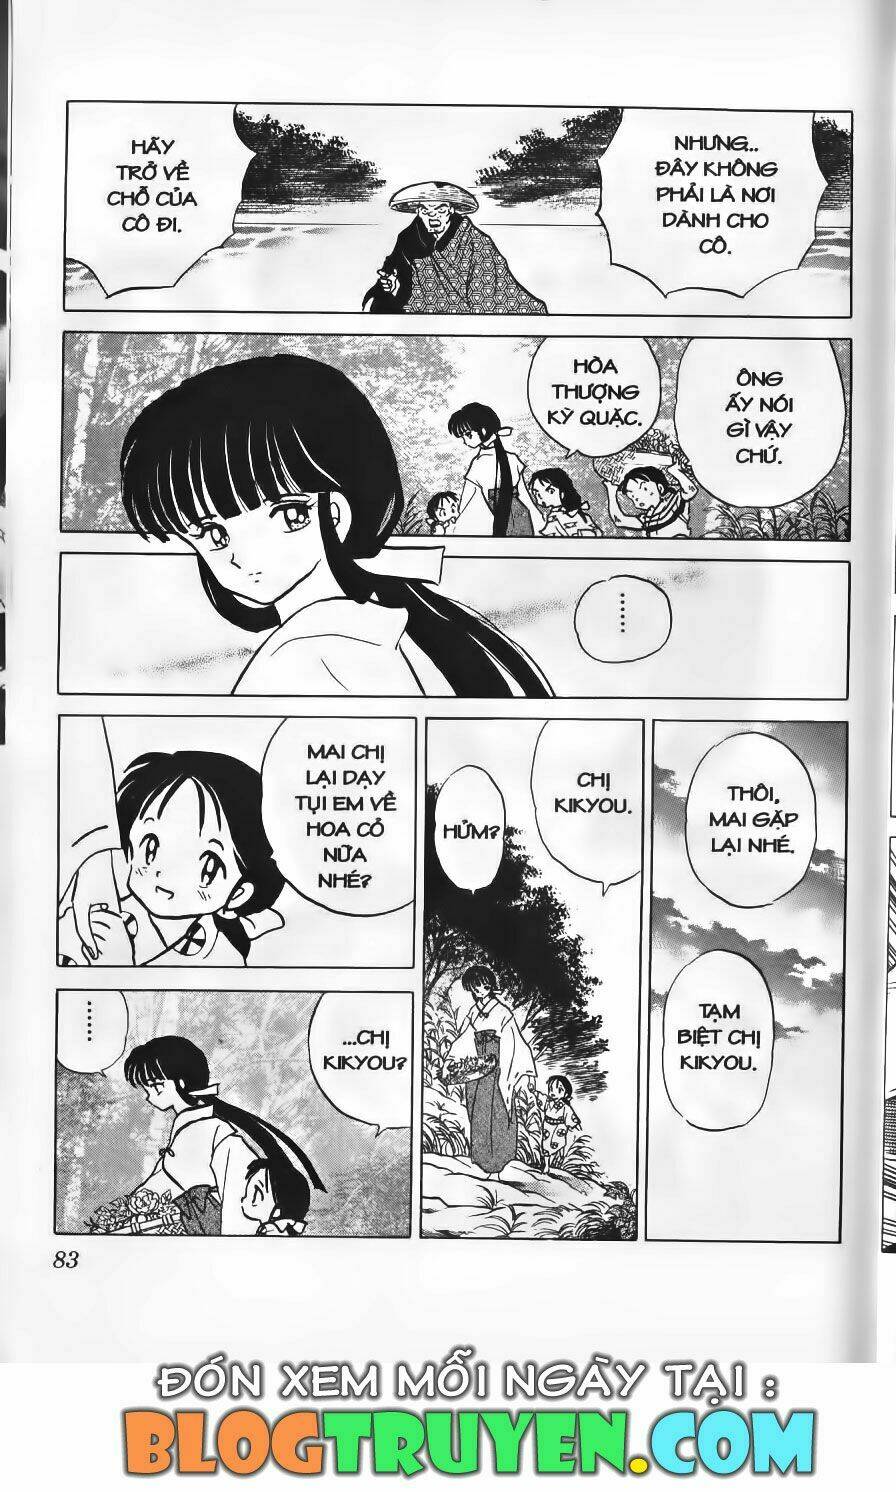 NHƯNG...
ĐÂY KHÔNG
PHẢI LÀ NƠI
DÀNH CHO
CÔ.
HÃY
TRỞ VỀ
CHỖ CỦA
CÔ ĐI.
ÔNG
ẤY NÓI
GÌ VẬY
CHỨ.
HÒA
THƯỢNG
KỲ QUẶC.
......
THÔI,
MAI GẶP
LẠI NHÉ.
TẠM
BIỆT CHỊ
KIKYOU.
CHỊ
KIKYOU.
HỬM?
MAI CHỊ
LẠI DẠY
TỤI EM VỀ
HOA CỎ
NỮA
NHÉ?
...CHỊ
KIKYOU?
......
83
ĐÓN XEM MỖI NGÀY TẠI :
BLOGTRUYEN.COM